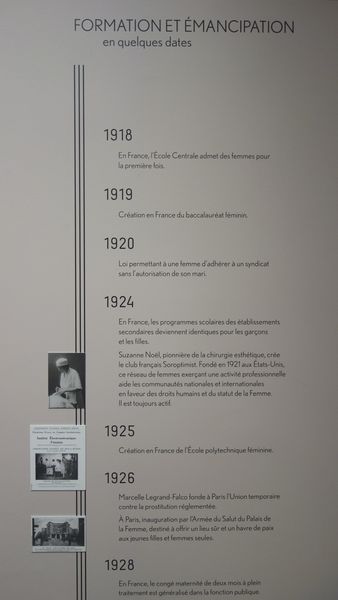 FORMATION ET ÉMANCIPATION
en quelques dates
1918
En France, l'École Centrale admet des femmes pour
la première fois.
1919
Création en France du baccalauréat féminin.
1920
Loi permettant à une femme d'adhérer à un syndicat
sans l'autorisation de son mari.
1924
En France, les programmes scolaires des établissements
secondaires deviennent identiques pour les garçons
et les filles.
Suzanne Noël, pionnière de la chirurgie esthétique, crée
le club français Soroptimist. Fondé en 1921 aux États-Unis,
ce réseau de femmes exerçant une activité professionnelle
aide les communautés nationales et internationales
en faveur des droits humains et du statut de la Femme.
Il est toujours actif.
1925
Création en France de l'École polytechnique féminine.
1926
Marcelle Legrand-Falco fonde à Paris l'Union temporaire
contre la prostitution réglementée.
À Paris, inauguration par l'Armée du Salut du Palais de
la Femme, destiné à offrir un lieu sûr et un havre de paix
aux jeunes filles et femmes seules.
1928
En France, le congé maternité de deux mois à plein
traitement est généralisé dans la fonction publique.